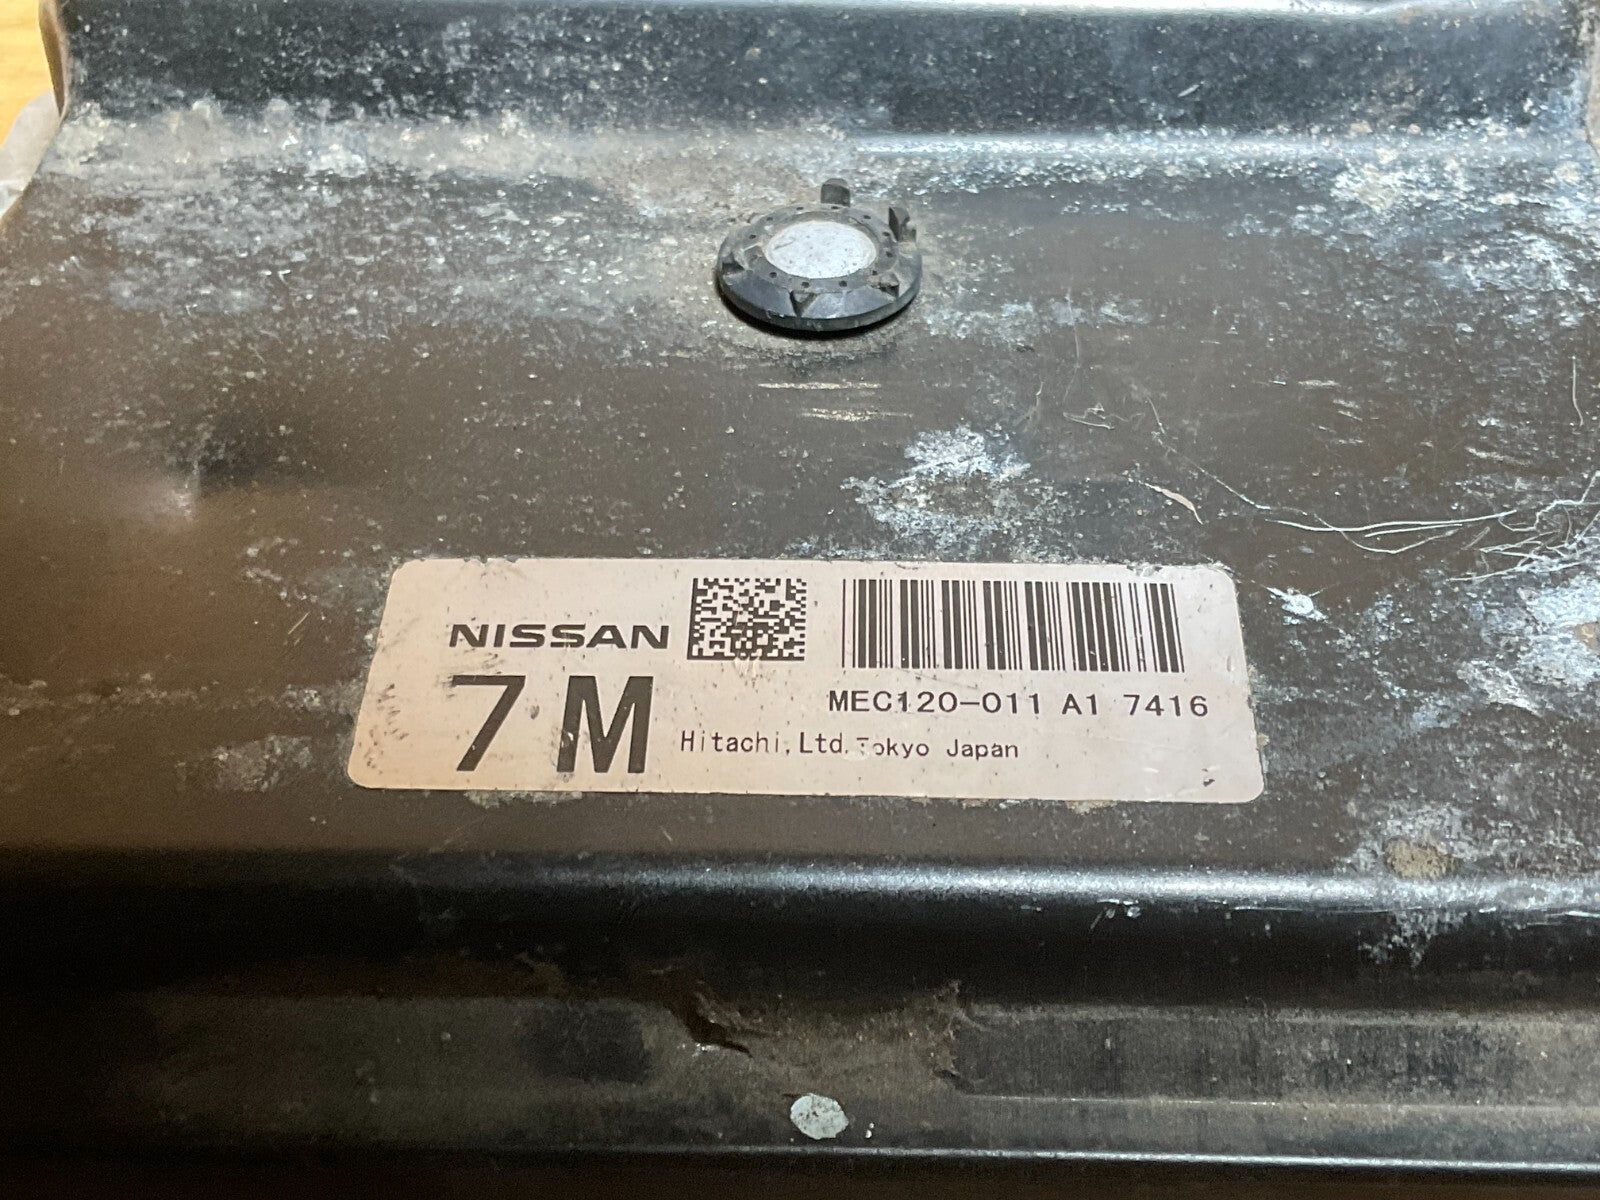 NISSAN
MEC120-011 A1 7416
7M
Hitachi, Ltd. Tokyo Japan